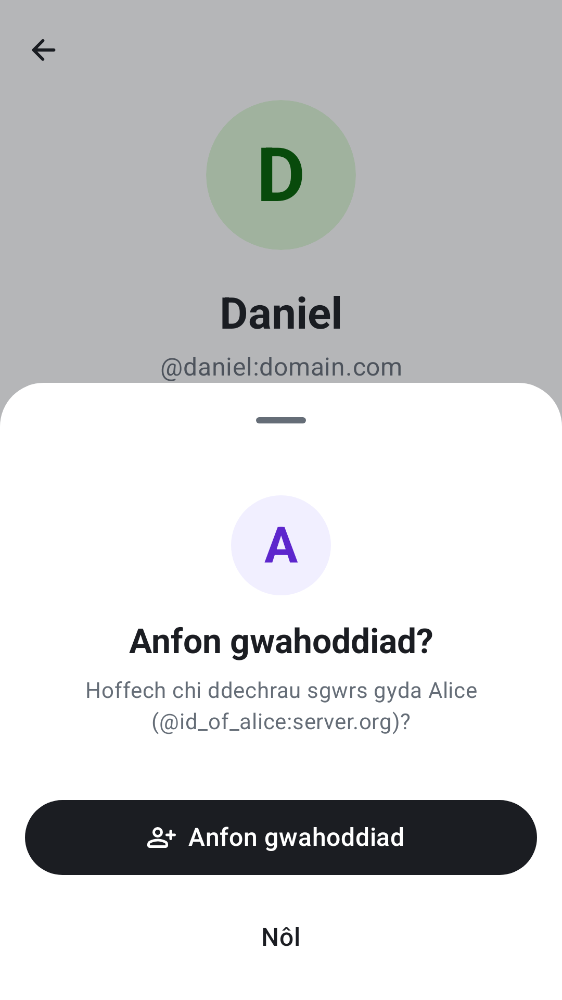 D
Daniel
@daniel:domain.com
A
Anfon gwahoddiad?
Hoffech chi ddechrau sgwrs gyda Alice
(@id_of_alice:server.org)?
Anfon gwahoddiad
Nôl